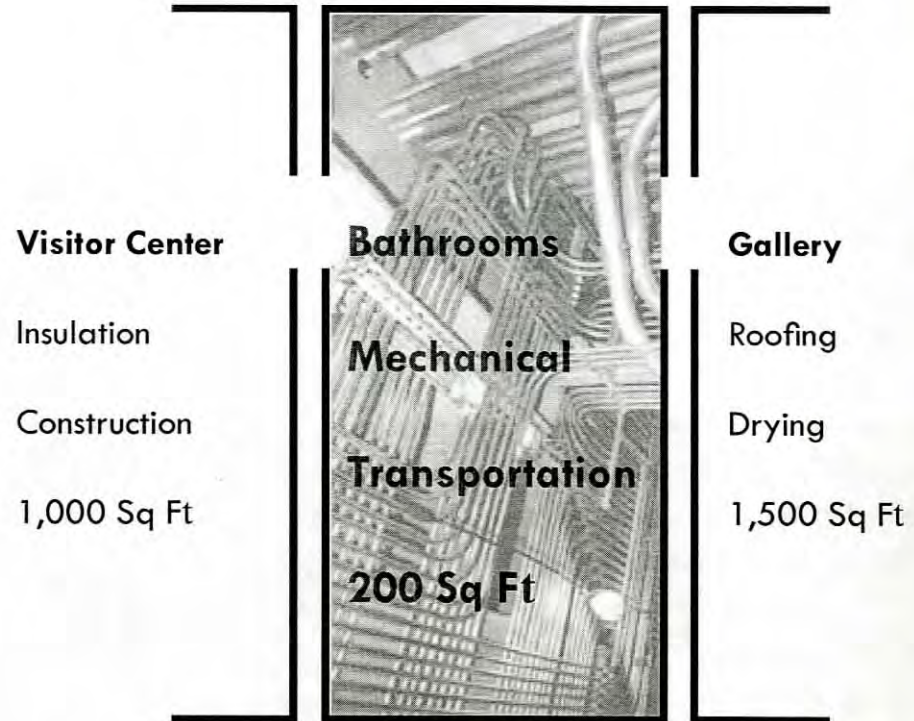 Visitor Center
Insulation
Construction
1,000 Sq Ft
Bathrooms
Mechanical
Transportation
200 Sq Ft
Gallery
Roofing
Drying
1,500 Sq Ft